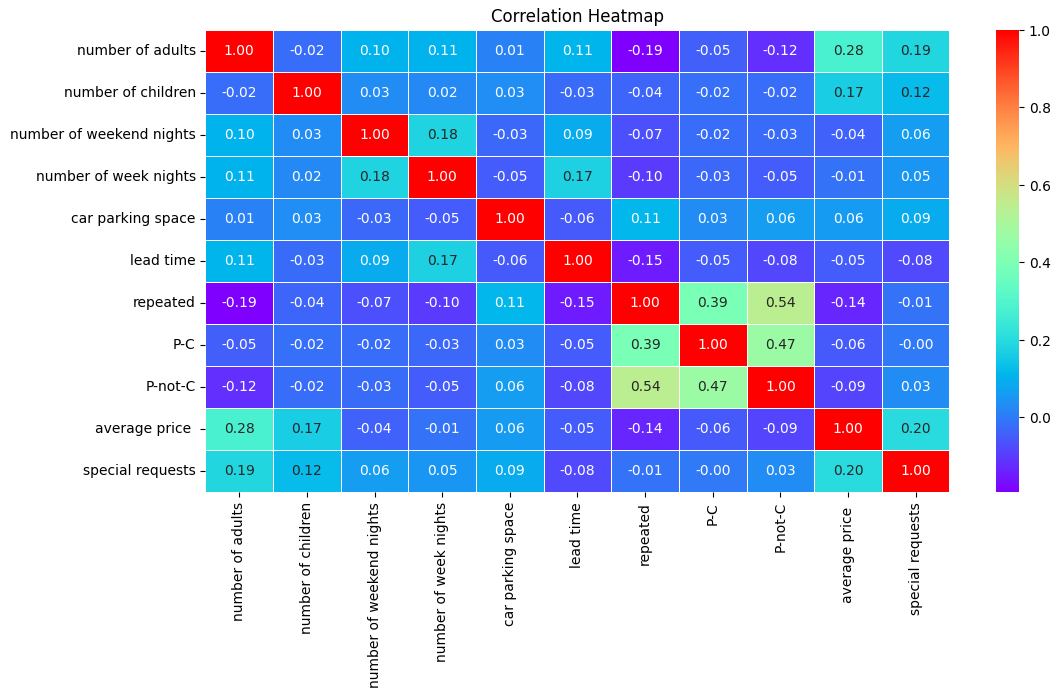 Correlation Heatmap
number of adults 1.00 -0.02 0.10 0.11 0.01 0.11 -0.19 -0.05 -0.12 0.28 0.19
number of children -0.02 1.00 0.03 0.02 0.03 -0.03 -0.04 -0.02 -0.02 0.17 0.12
number of weekend nights 0.10 0.03 1.00 0.18 -0.03 0.09 -0.07 -0.02 -0.03 -0.04 0.06
number of week nights 0.11 0.02 0.18 1.00 -0.05 0.17 -0.10 -0.03 -0.05 -0.01 0.05
car parking space 0.01 0.03 -0.03 -0.05 1.00 -0.06 0.11 0.03 0.06 0.06 0.09
lead time 0.11 -0.03 0.09 0.17 -0.06 1.00 -0.15 -0.05 -0.08 -0.05 -0.08
repeated -0.19 -0.04 -0.07 -0.10 0.11 -0.15 1.00 0.39 0.54 -0.14 -0.01
P-C -0.05 -0.02 -0.02 -0.03 0.03 -0.05 0.39 1.00 0.47 -0.06 -0.00
P-not-C -0.12 -0.02 -0.03 -0.05 0.06 -0.08 0.54 0.47 1.00 -0.09 0.03
average price 0.28 0.17 -0.04 -0.01 0.06 -0.05 -0.14 -0.06 -0.09 1.00 0.20
special requests 0.19 0.12 0.06 0.05 0.09 -0.08 -0.01 -0.00 0.03 0.20 1.00
number of adults
number of children
number of weekend nights
number of week nights
car parking space
lead time
repeated
P-C
P-not-C
average price
special requests
1.0
0.8
0.6
0.4
0.2
0.0